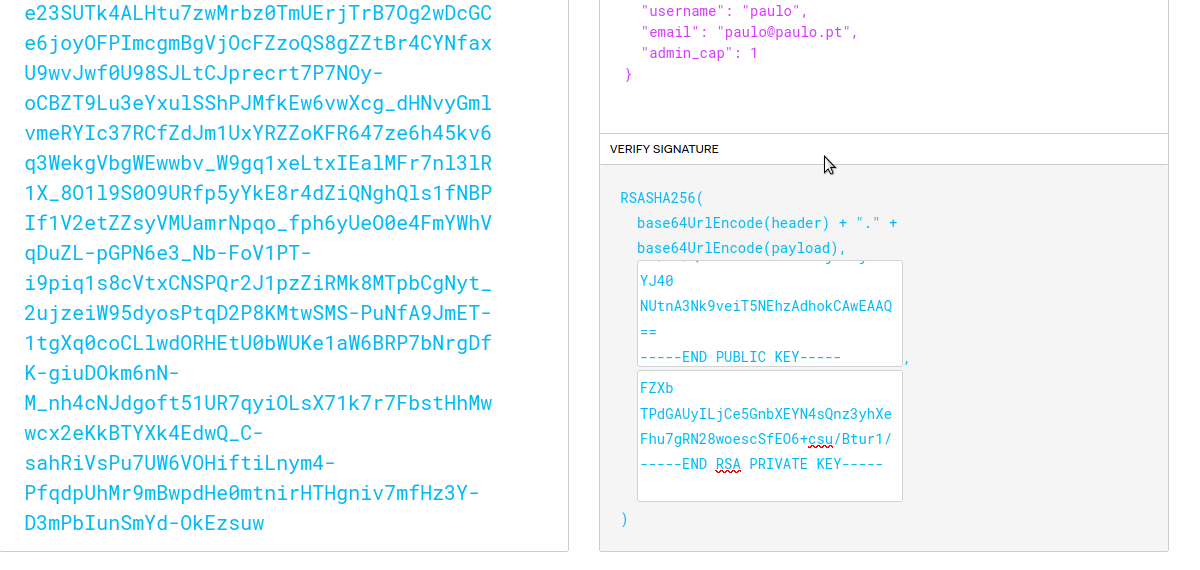 e23SUTk4ALHtu7zwMrbz0TmUErjTrB7Og2wDcGC
e6joyOFPImcgmBgVjOcFZzoQS8gZZtBr4CYNfax
U9wvJwf0U98SJLtCJprecrt7P7NOy-
oCBZT9Lu3eYxulSShPJMfkEw6vwXcg_dHNvyGml
vmeRYIc37RCfZdJm1UxYRZZoKFR647ze6h45kv6
q3WekgVbgWEwwbv_W9gq1xeLtxIEalMFr7nl3lR
1X_8O1l9S0O9URfp5yYkE8r4dZiQNghQls1fNBP
If1V2etZZsyVMUamrNpqo_fph6yUeO0e4FmYWhV
qDuZL-pGPN6e3_Nb-FoV1PT-
i9piq1s8cVtxCNSPQr2J1pzZiRMk8MTpbCgNyt_
2ujzeiW95dyosPtqD2P8KMtwSMS-PuNfA9JmET-
1tgXq0coCLlwdORHEtU0bWUKe1aW6BRP7bNrgDf
K-giuDOkm6nN-
M_nh4cNJdgoft51UR7qyiOLsX71k7r7FbstHhMw
wcx2eKkBTYXk4EdwQ_C-
sahRiVsPu7UW6VOHiftiLnym4-
PfqdpUhMr9mBwpdHe0mtnirHTHgniv7mfHz3Y-
D3mPbIunSmYd-OkEzsuw
"username": "paulo",
"email": "paulo@paulo.pt",
"admin_cap": 1
}
VERIFY SIGNATURE
RSASHA256(
base64UrlEncode(header) + "." +
base64UrlEncode(payload),
YJ40
NUtnA3Nk9veiT5NEhzAdhokCAwEAAQ
==
-----END PUBLIC KEY-----
,
FZXb
TPdGAUyILjCe5GnbXEYN4sQnz3yhXe
Fhu7gRN28woescSfEO6+csu/Btur1/
-----END RSA PRIVATE KEY-----
)